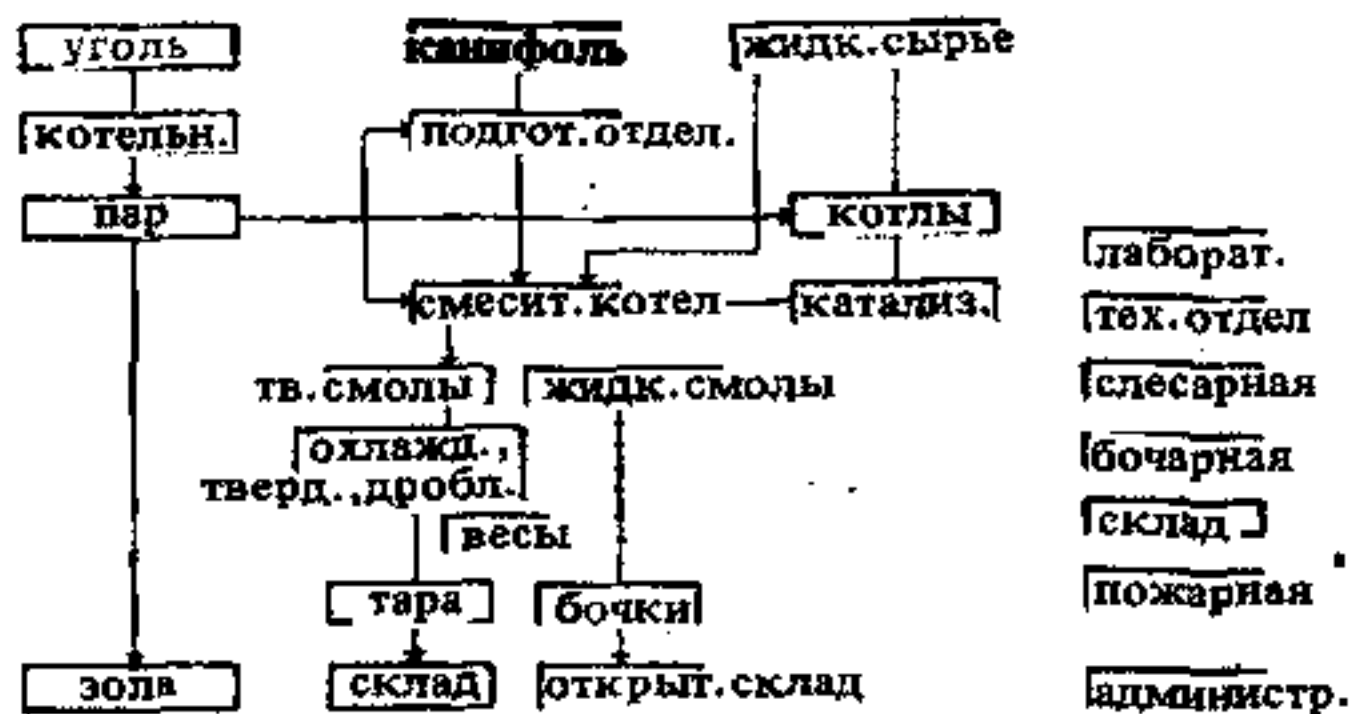 уголь
канифоль
жидк.сырье
котельн.
подгот.отдел.
пар
котлы
смесит.котел
катализ.
тв.смолы
жидк.смолы
охлажд.,
тверд.,дробл.
весы
тара
бочки
зола
склад
открыт.склад
лаборат.
тех.отдел
слесарная
бочарная
склад
пожарная
администр.